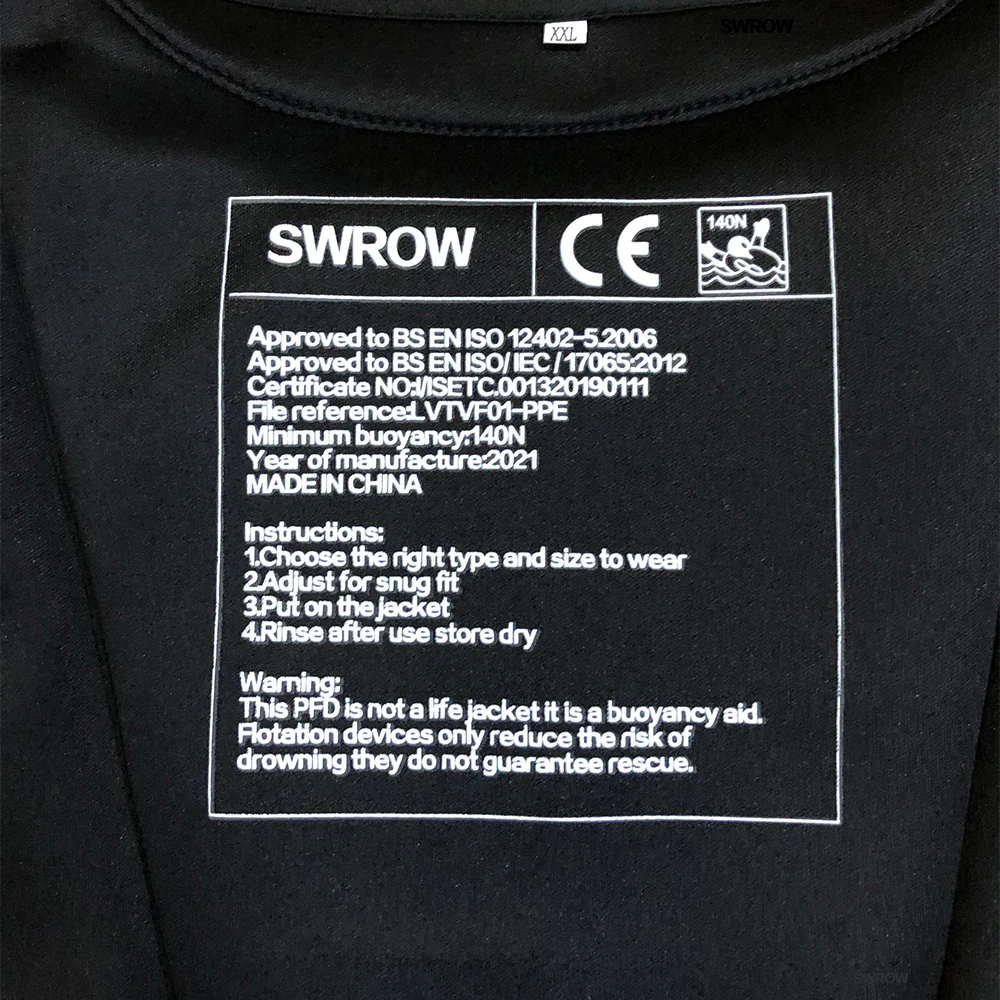 XXL
SWROW
SWROW
CE
140N
Approved to BS EN ISO 12402-5.2006
Approved to BS EN ISO/ IEC / 17065:2012
Certificate NO:I/ISETC.001320190111
File reference:LVTVF01-PPE
Minimum buoyancy:140N
Year of manufacture:2021
MADE IN CHINA
Instructions:
1.Choose the right type and size to wear
2.Adjust for snug fit
3.Put on the jacket
4.Rinse after use store dry
Warning:
This PFD is not a life jacket it is a buoyancy aid.
Flotation devices only reduce the risk of
drowning they do not guarantee rescue.
SWROW